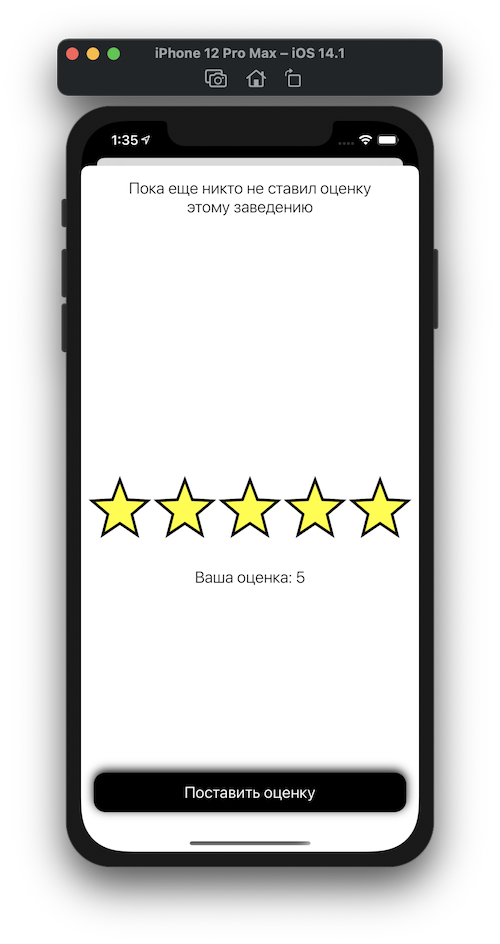 iPhone 12 Pro Max – iOS 14.1
1:35
Пока еще никто не ставил оценку
этому заведению
Ваша оценка: 5
Поставить оценку